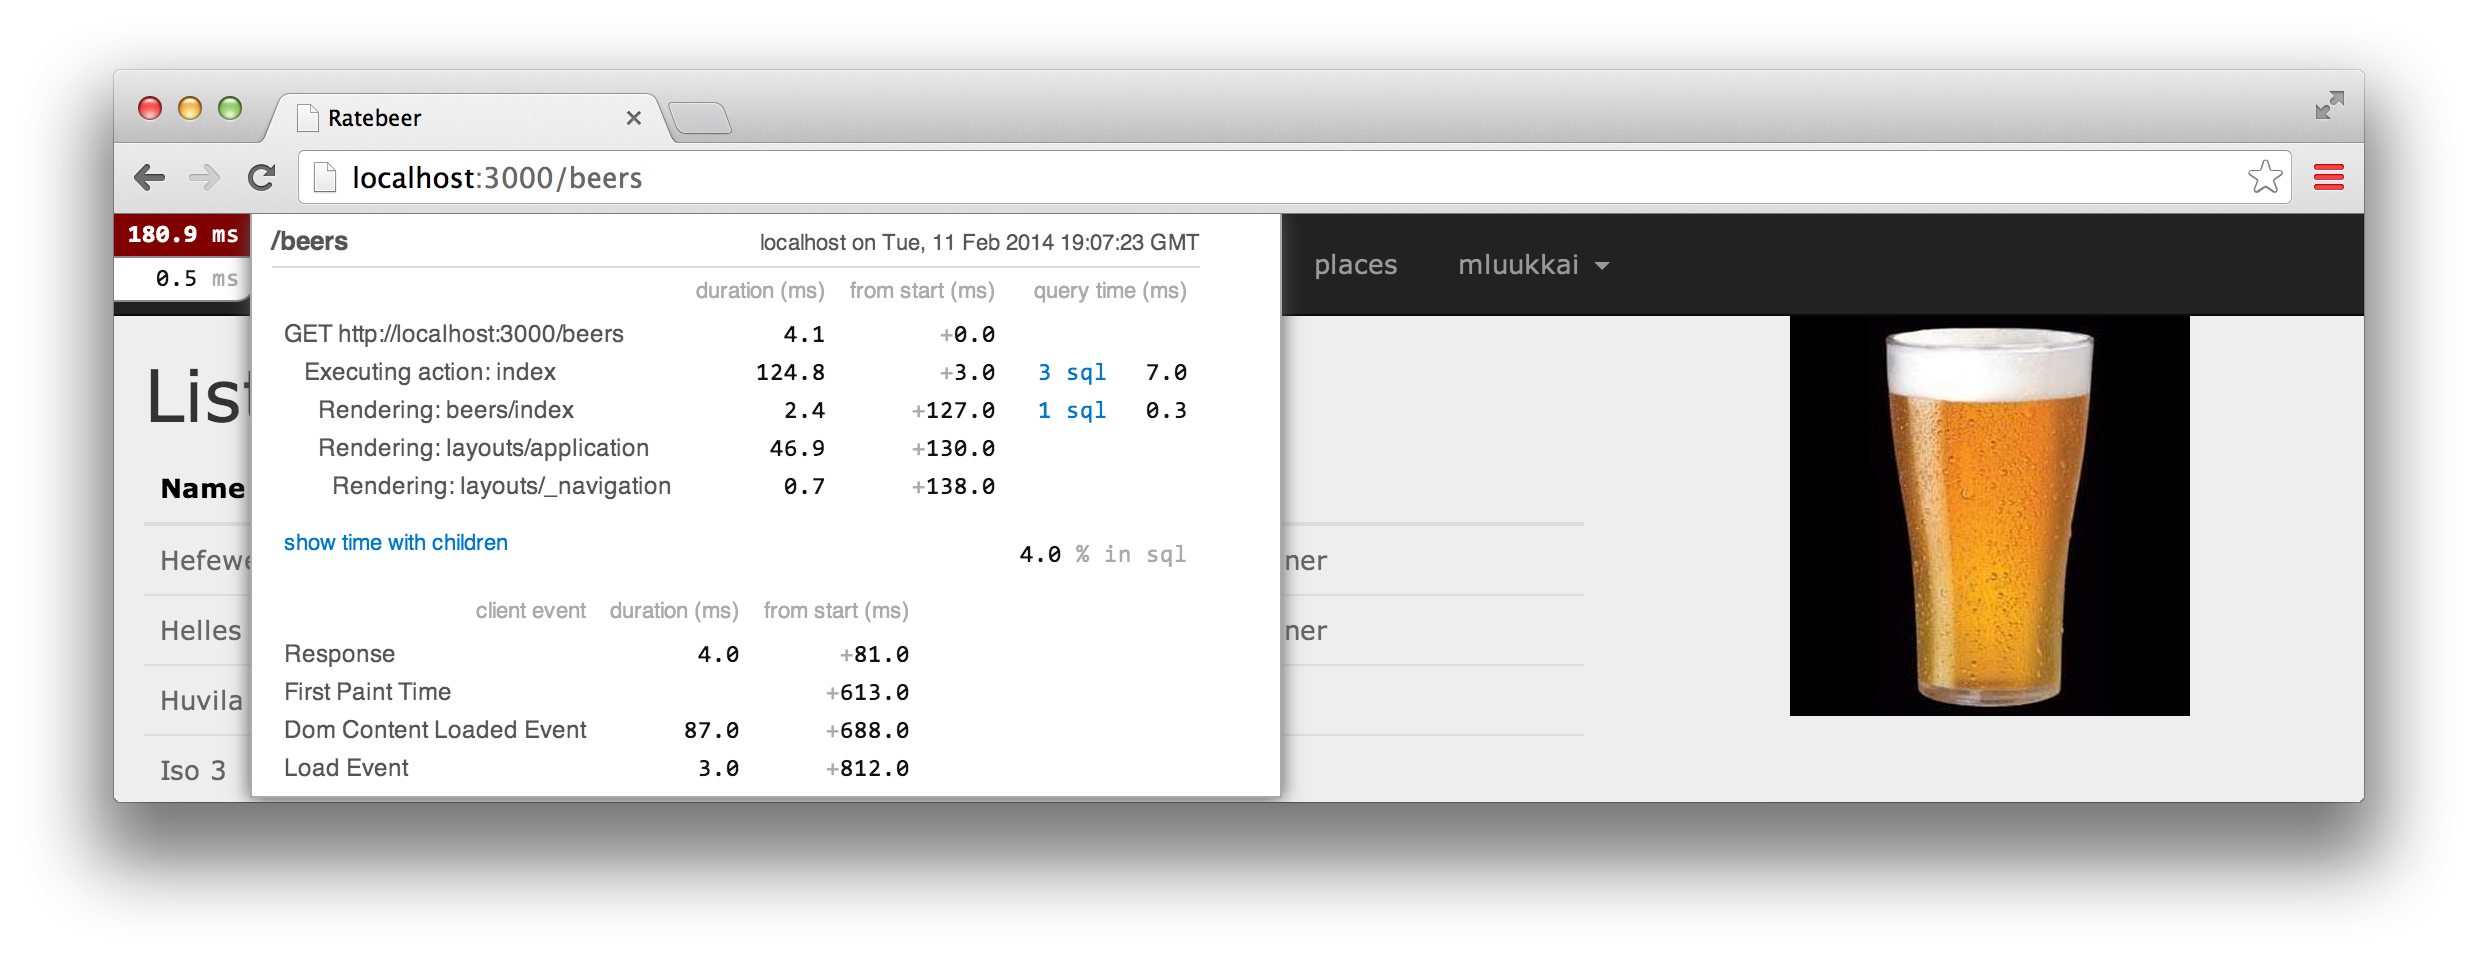 Ratebeer
localhost:3000/beers
180.9 ms
0.5 ms
/beers localhost on Tue, 11 Feb 2014 19:07:23 GMT
places mluukkai
duration (ms) from start (ms) query time (ms)
GET http://localhost:3000/beers 4.1 +0.0
Executing action: index 124.8 +3.0 3 sql 7.0
Rendering: beers/index 2.4 +127.0 1 sql 0.3
Rendering: layouts/application 46.9 +130.0
Rendering: layouts/_navigation 0.7 +138.0
show time with children
4.0 % in sql
client event duration (ms) from start (ms)
Response 4.0 +81.0
First Paint Time +613.0
Dom Content Loaded Event 87.0 +688.0
Load Event 3.0 +812.0
List
Name
Hefewe
ner
Helles
ner
Huvila
Iso 3